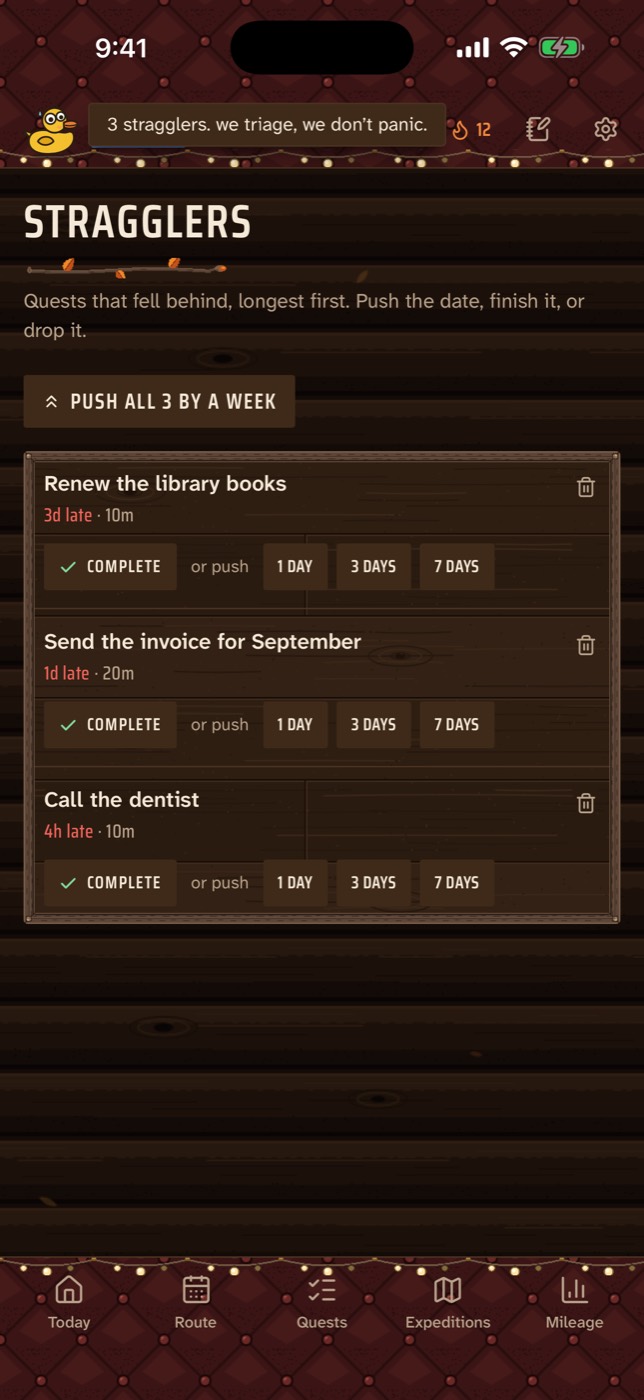 9:41
3 stragglers. we triage, we don’t panic.
12
STRAGGLERS
Quests that fell behind, longest first. Push the date, finish it, or
drop it.
PUSH ALL 3 BY A WEEK
Renew the library books
3d late · 10m
COMPLETE or push 1 DAY 3 DAYS 7 DAYS
Send the invoice for September
1d late · 20m
COMPLETE or push 1 DAY 3 DAYS 7 DAYS
Call the dentist
4h late · 10m
COMPLETE or push 1 DAY 3 DAYS 7 DAYS
Today Route Quests Expeditions Mileage